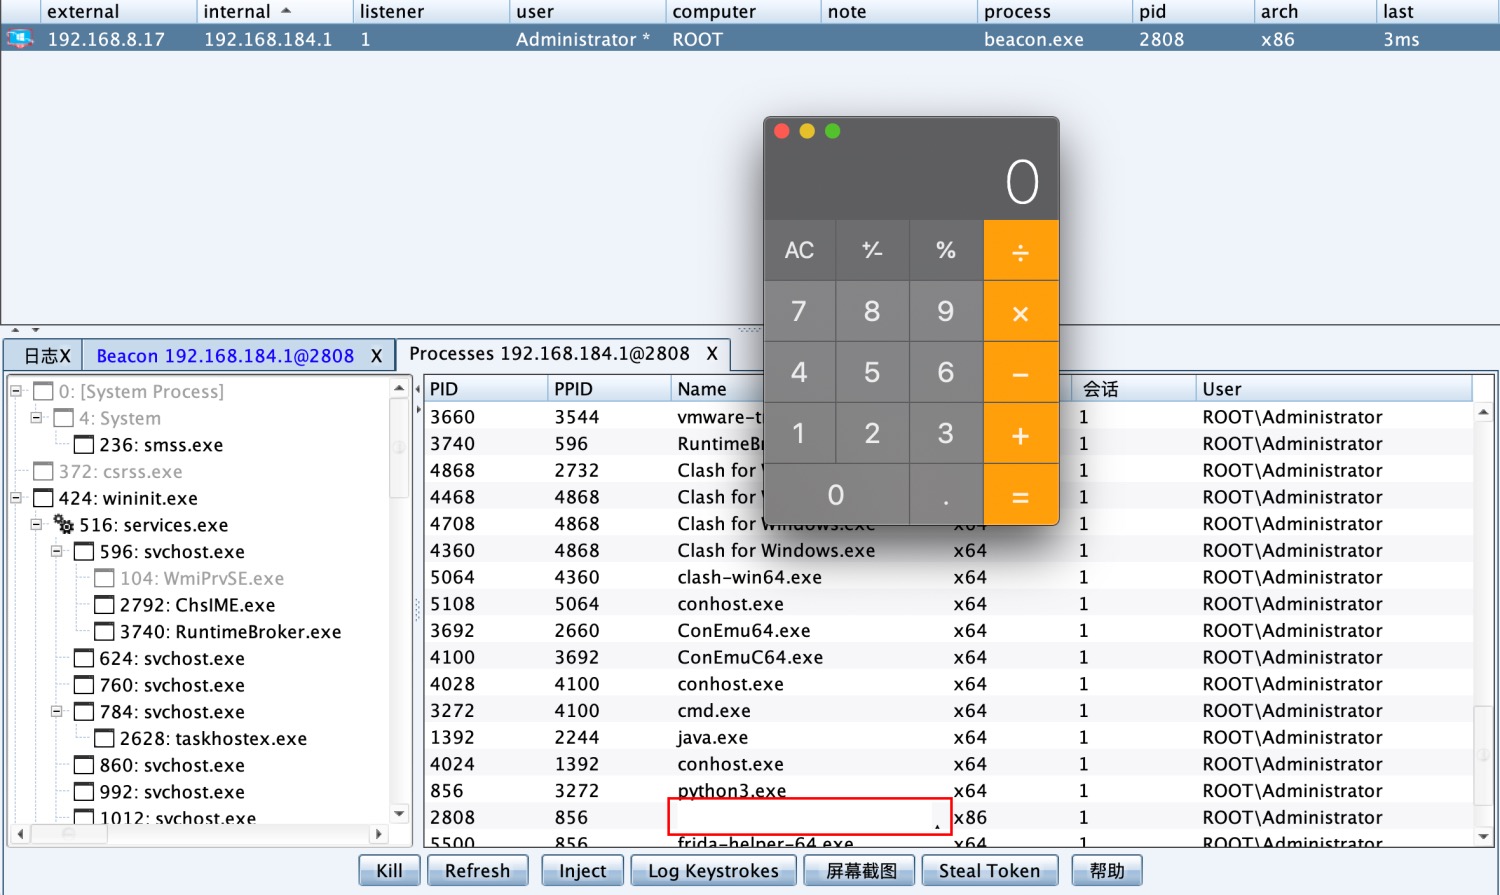 external internal listener user computer note process pid arch last
192.168.8.17 192.168.184.1 1 Administrator * ROOT beacon.exe 2808 x86 3ms
0
AC +⁄- % ÷
7 8 9 ×
4 5 6 −
1 2 3 +
0 . =
日志X Beacon 192.168.184.1@2808 X Processes 192.168.184.1@2808 X
0: [System Process]
4: System
236: smss.exe
372: csrss.exe
424: wininit.exe
516: services.exe
596: svchost.exe
104: WmiPrvSE.exe
2792: ChsIME.exe
3740: RuntimeBroker.exe
624: svchost.exe
760: svchost.exe
784: svchost.exe
2628: taskhostex.exe
860: svchost.exe
992: svchost.exe
1012: svchost.exe
PID PPID Name 会话 User
3660 3544 vmware-t 1 ROOT\Administrator
3740 596 RuntimeB 1 ROOT\Administrator
4868 2732 Clash for 1 ROOT\Administrator
4468 4868 Clash for 1 ROOT\Administrator
4708 4868 Clash for Windows.exe x64 1 ROOT\Administrator
4360 4868 Clash for Windows.exe x64 1 ROOT\Administrator
5064 4360 clash-win64.exe x64 1 ROOT\Administrator
5108 5064 conhost.exe x64 1 ROOT\Administrator
3692 2660 ConEmu64.exe x64 1 ROOT\Administrator
4100 3692 ConEmuC64.exe x64 1 ROOT\Administrator
4028 4100 conhost.exe x64 1 ROOT\Administrator
3272 4100 cmd.exe x64 1 ROOT\Administrator
1392 2244 java.exe x64 1 ROOT\Administrator
4024 1392 conhost.exe x64 1 ROOT\Administrator
856 3272 python3.exe x64 1 ROOT\Administrator
2808 856 x86 1 ROOT\Administrator
5500 856 frida-helper-64.exe x64 1 ROOT\Administrator
Kill Refresh Inject Log Keystrokes 屏幕截图 Steal Token 帮助